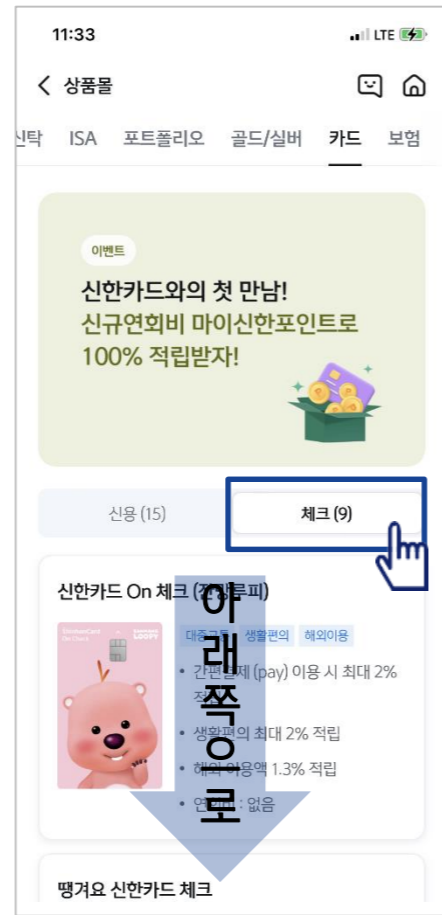 11:33
LTE
상품몰
신탁 ISA 포트폴리오 골드/실버 카드 보험
이벤트
신한카드와의 첫 만남!
신규연회비 마이신한포인트로
100% 적립받자!
신용 (15)
체크 (9)
신한카드 On 체크 (잔망루피)
대중교통 생활편의 해외이용
• 간편결제 (pay) 이용 시 최대 2%
적립
• 생활편의 최대 2% 적립
• 해외 이용액 1.3% 적립
• 연회비 : 없음
아래쪽으로
땡겨요 신한카드 체크